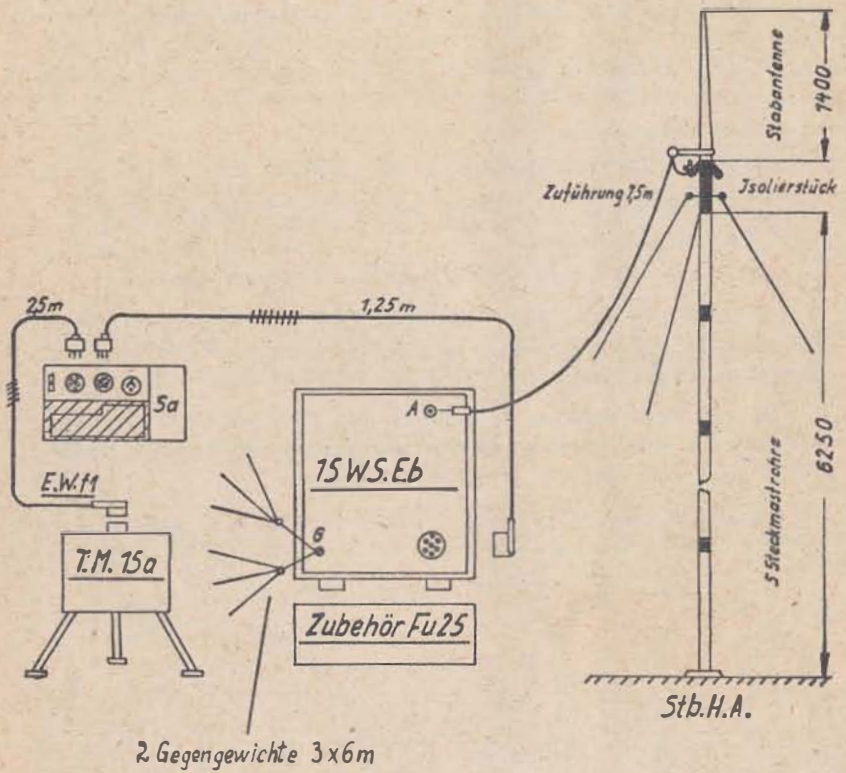 Stabantenne
1400
Zuführung 7,5m
Isolierstück
2,5m
1,25m
5a
A
15 W.S.E.b
6250
5 Steckmastrohre
E.W.f1
T.M. 15a
G
Zubehör Fu25
Stb.H.A.
2 Gegengewichte 3x6m